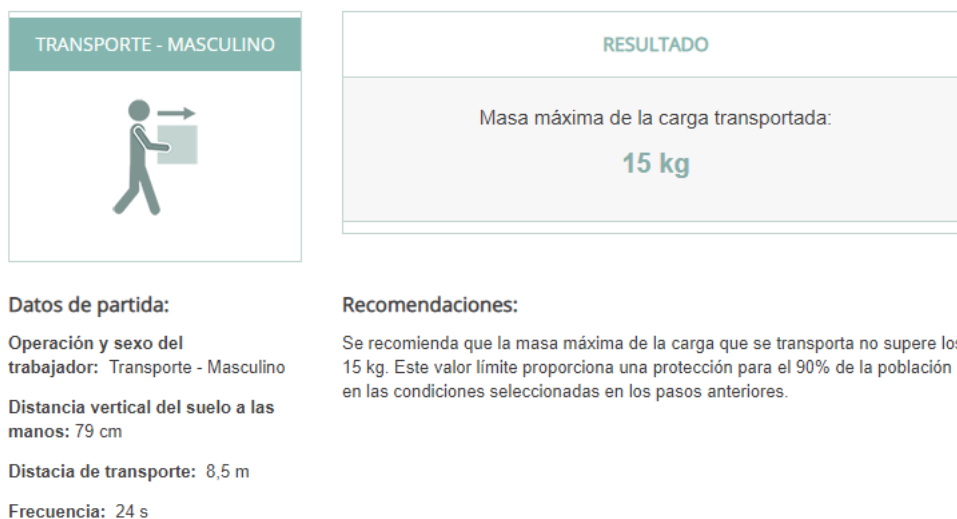 TRANSPORTE - MASCULINO
RESULTADO
Masa máxima de la carga transportada:
15 kg
Datos de partida:
Operación y sexo del
trabajador: Transporte - Masculino
Distancia vertical del suelo a las
manos: 79 cm
Distacia de transporte: 8,5 m
Frecuencia: 24 s
Recomendaciones:
Se recomienda que la masa máxima de la carga que se transporta no supere los
15 kg. Este valor límite proporciona una protección para el 90% de la población
en las condiciones seleccionadas en los pasos anteriores.